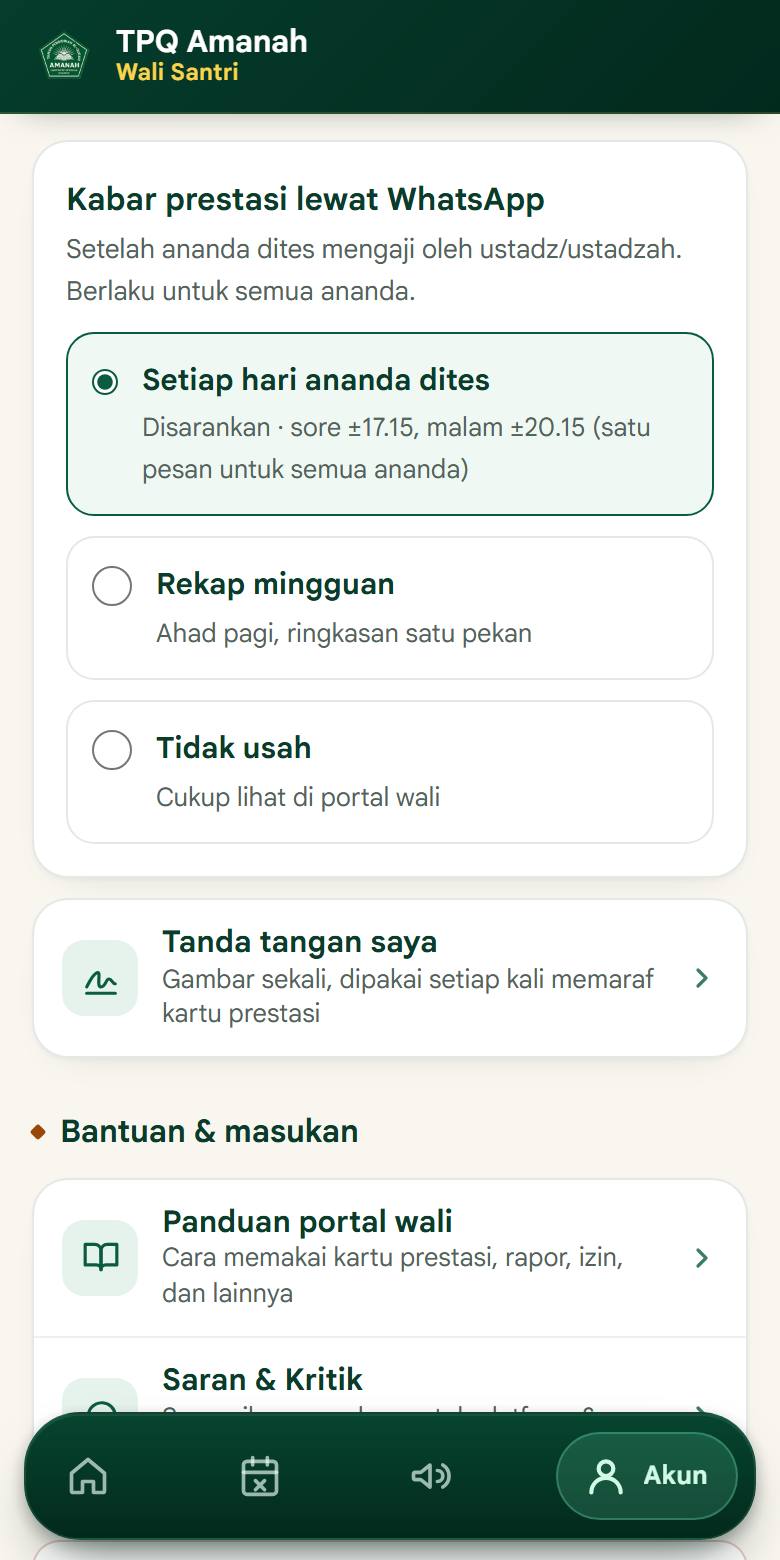 AMANAH
TPQ Amanah
Wali Santri
Kabar prestasi lewat WhatsApp
Setelah ananda dites mengaji oleh ustadz/ustadzah.
Berlaku untuk semua ananda.
Setiap hari ananda dites
Disarankan · sore ±17.15, malam ±20.15 (satu
pesan untuk semua ananda)
Rekap mingguan
Ahad pagi, ringkasan satu pekan
Tidak usah
Cukup lihat di portal wali
Tanda tangan saya
Gambar sekali, dipakai setiap kali memaraf
kartu prestasi
Bantuan & masukan
Panduan portal wali
Cara memakai kartu prestasi, rapor, izin,
dan lainnya
Saran & Kritik
Akun